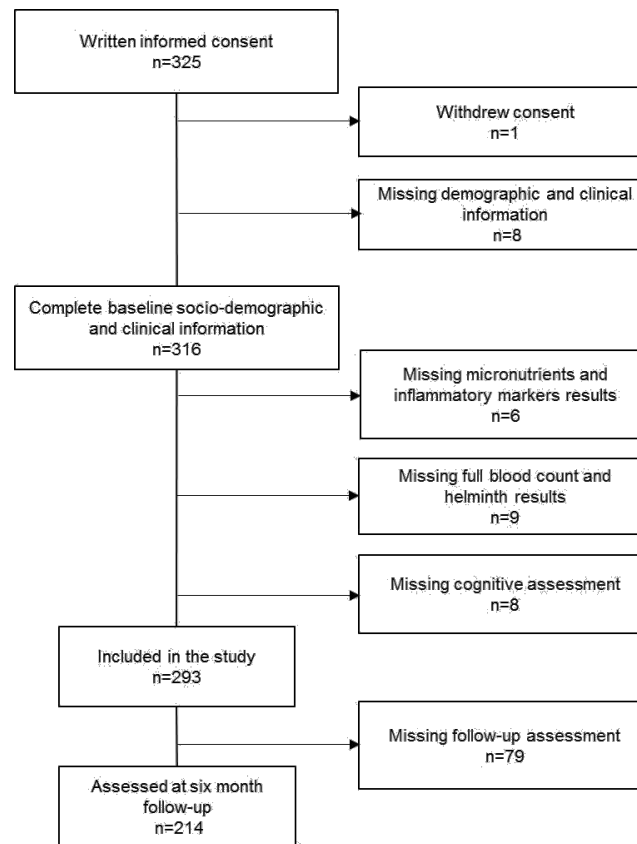 Written informed consent
n=325
Withdrew consent
n=1
Missing demographic and clinical
information
n=8
Complete baseline socio-demographic
and clinical information
n=316
Missing micronutrients and
inflammatory markers results
n=6
Missing full blood count and
helminth results
n=9
Missing cognitive assessment
n=8
Included in the study
n=293
Missing follow-up assessment
n=79
Assessed at six month
follow-up
n=214